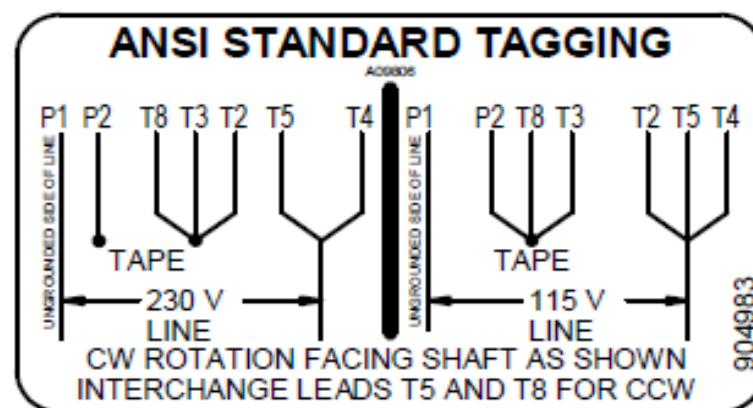 ANSI STANDARD TAGGING
A09806
P1 P2 T8 T3 T2 T5 T4
UNGROUNDED SIDE OF LINE
TAPE
230 V
LINE
P1 P2 T8 T3 T2 T5 T4
UNGROUNDED SIDE OF LINE
TAPE
115 V
LINE
904983
CW ROTATION FACING SHAFT AS SHOWN
INTERCHANGE LEADS T5 AND T8 FOR CCW